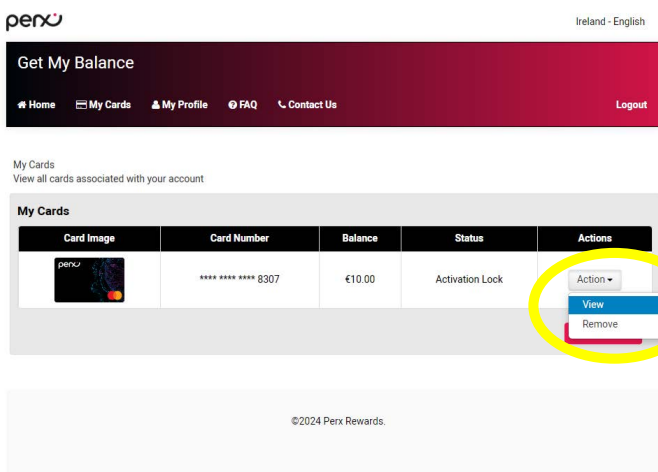 perx
Ireland - English
Get My Balance
Home My Cards My Profile FAQ Contact Us Logout
My Cards
View all cards associated with your account
My Cards
Card Image Card Number Balance Status Actions
perx
**** **** **** 8307 €10.00 Activation Lock Action
View
Remove
©2024 Perx Rewards.